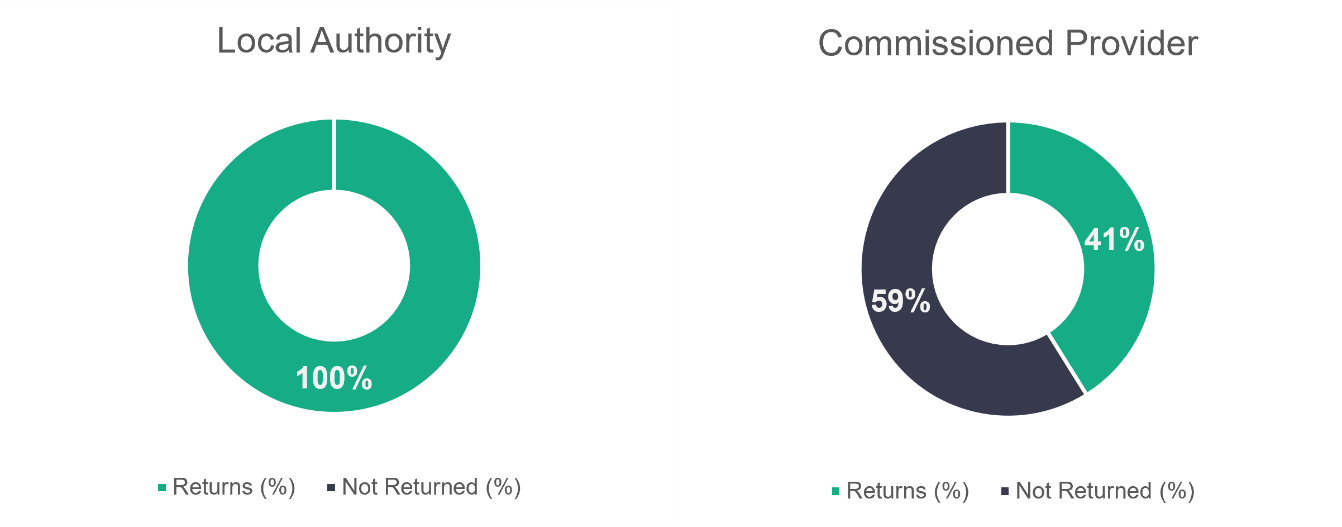 Local Authority
100%
Returns (%) Not Returned (%)
Commissioned Provider
41%
59%
Returns (%) Not Returned (%)